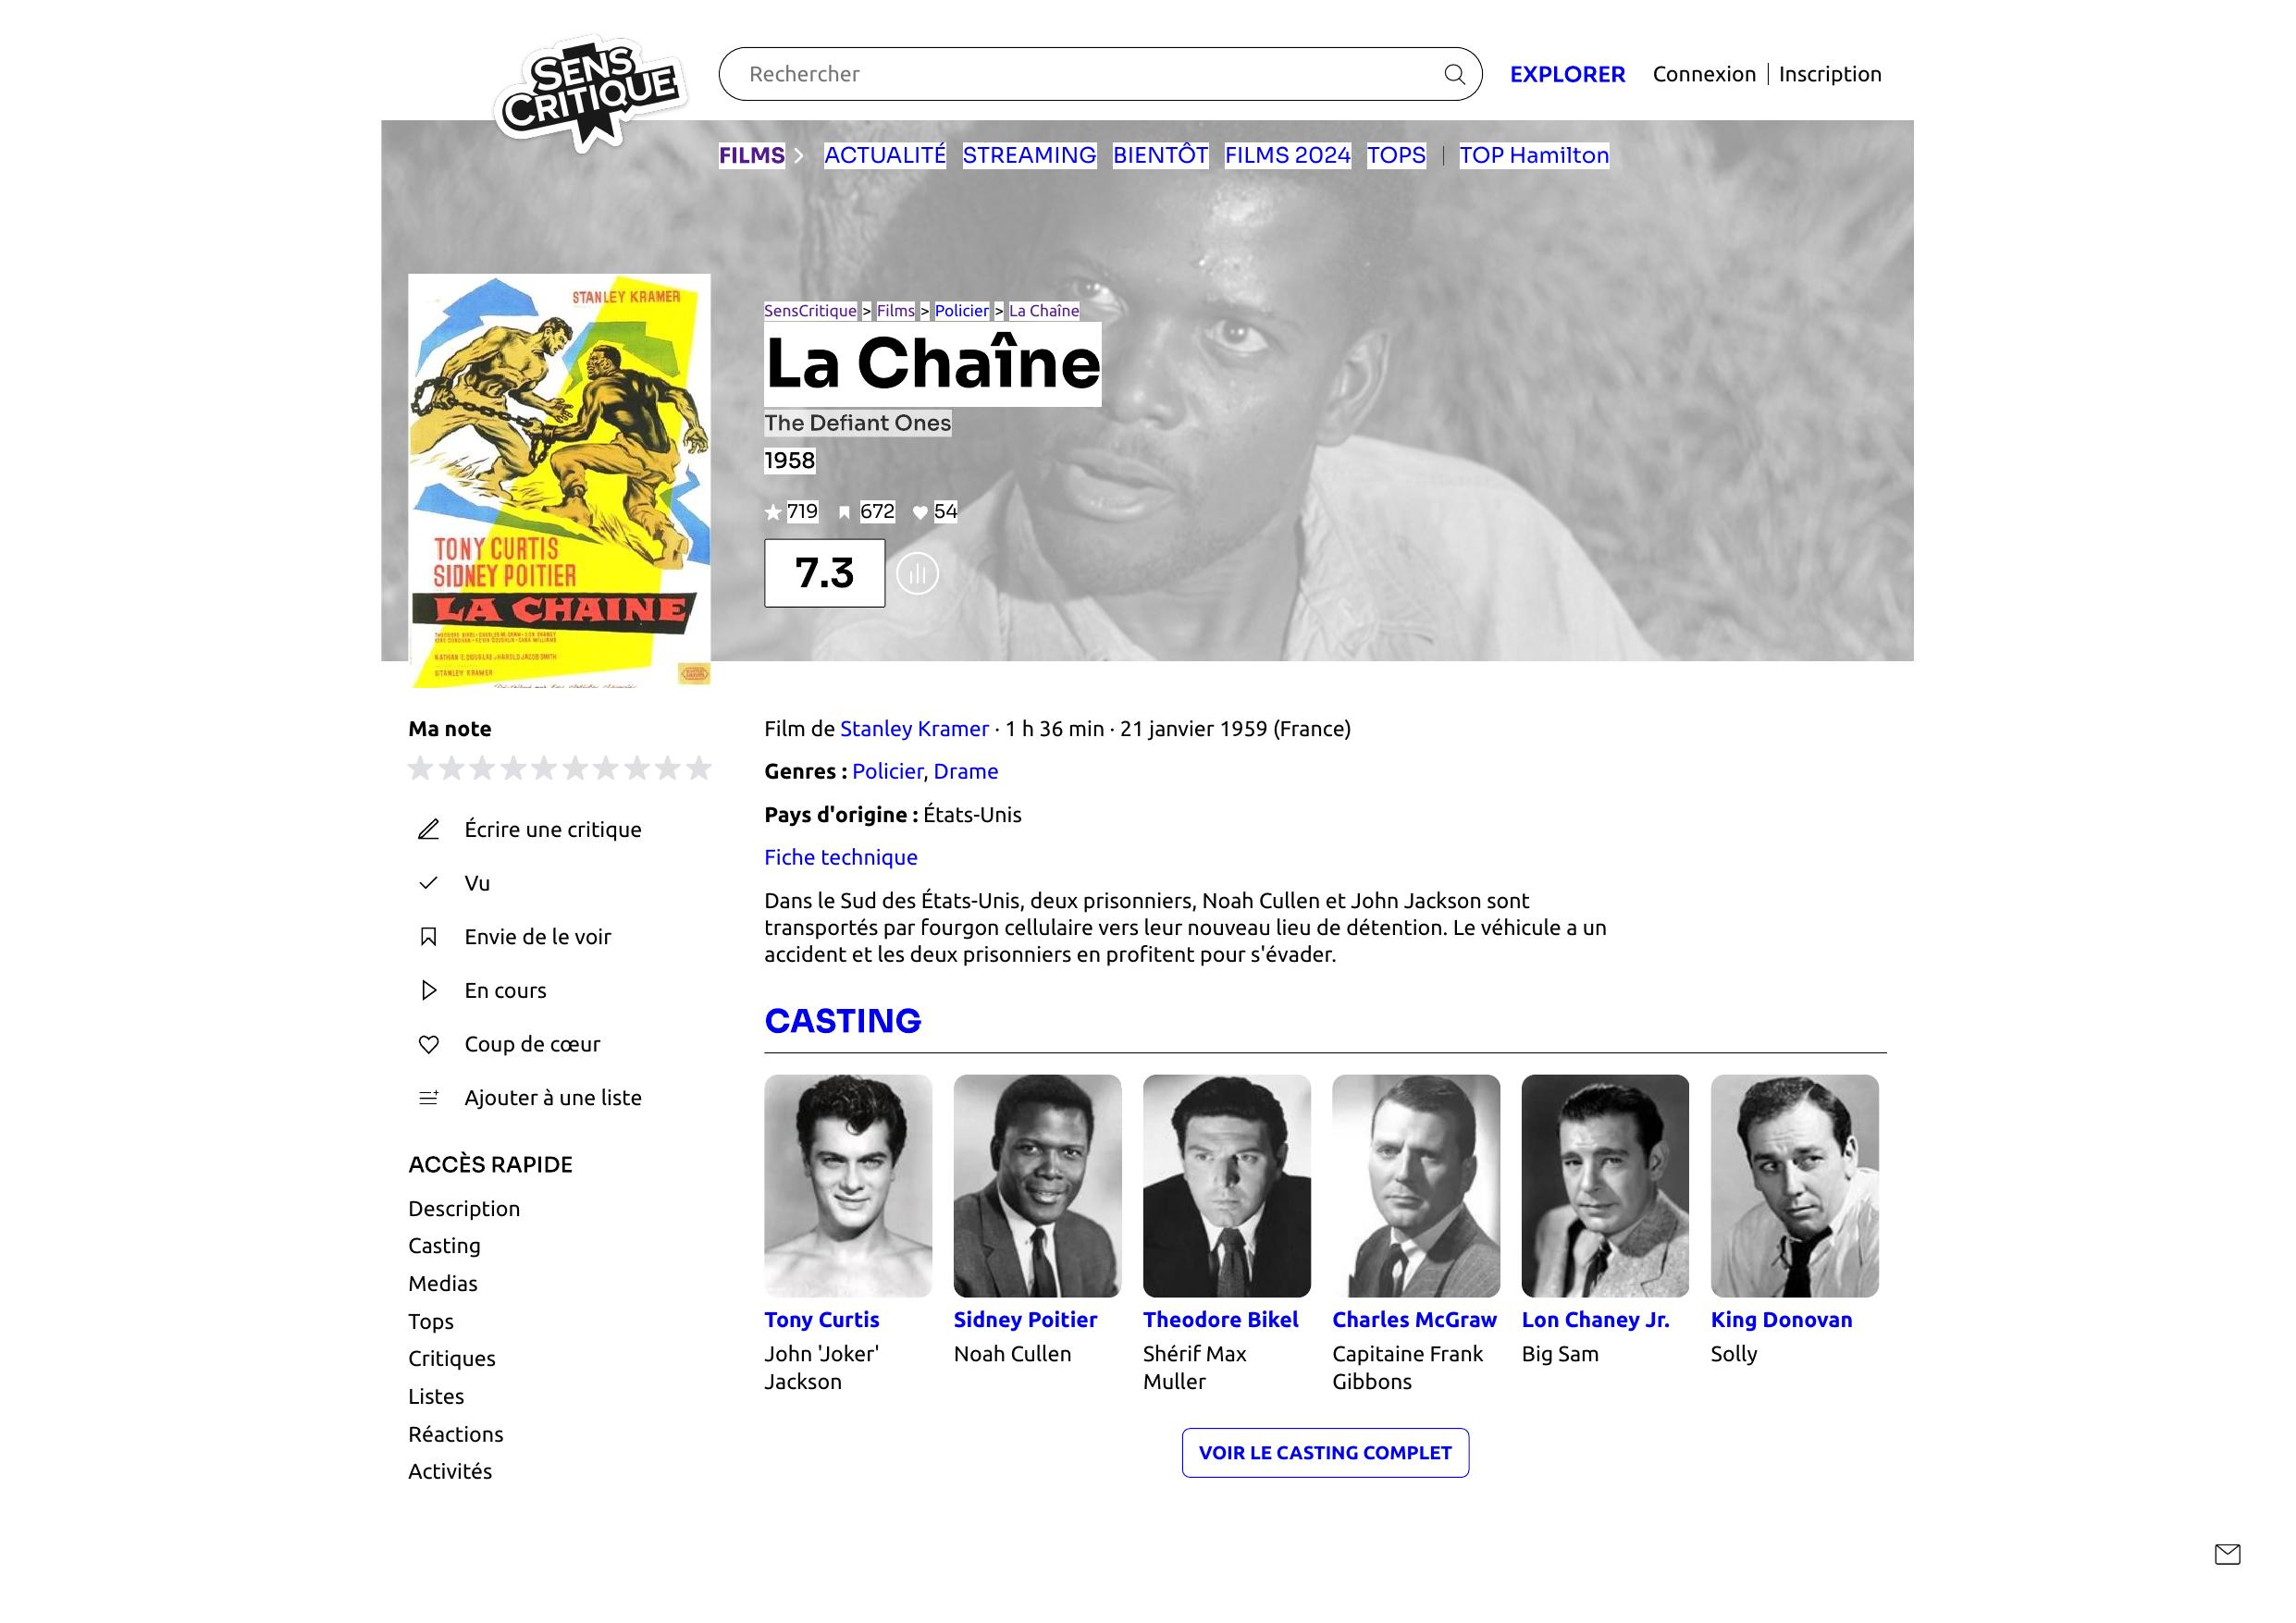 SENS
CRITIQUE
Rechercher
EXPLORER
Connexion
Inscription
FILMS
ACTUALITÉ
STREAMING
BIENTÔT
FILMS 2024
TOPS
TOP Hamilton
STANLEY KRAMER
TONY CURTIS
SIDNEY POITIER
LA CHAINE
STANLEY KRAMER
SensCritique > Films > Policier > La Chaîne
La Chaîne
The Defiant Ones
1958
719 672 54
7.3
Ma note
Écrire une critique
Vu
Envie de le voir
En cours
Coup de cœur
Ajouter à une liste
ACCÈS RAPIDE
Description
Casting
Medias
Tops
Critiques
Listes
Réactions
Activités
Film de Stanley Kramer · 1 h 36 min · 21 janvier 1959 (France)
Genres : Policier, Drame
Pays d'origine : États-Unis
Fiche technique
Dans le Sud des États-Unis, deux prisonniers, Noah Cullen et John Jackson sont
transportés par fourgon cellulaire vers leur nouveau lieu de détention. Le véhicule a un
accident et les deux prisonniers en profitent pour s'évader.
CASTING
Tony Curtis
John 'Joker'
Jackson
Sidney Poitier
Noah Cullen
Theodore Bikel
Shérif Max
Muller
Charles McGraw
Capitaine Frank
Gibbons
Lon Chaney Jr.
Big Sam
King Donovan
Solly
VOIR LE CASTING COMPLET